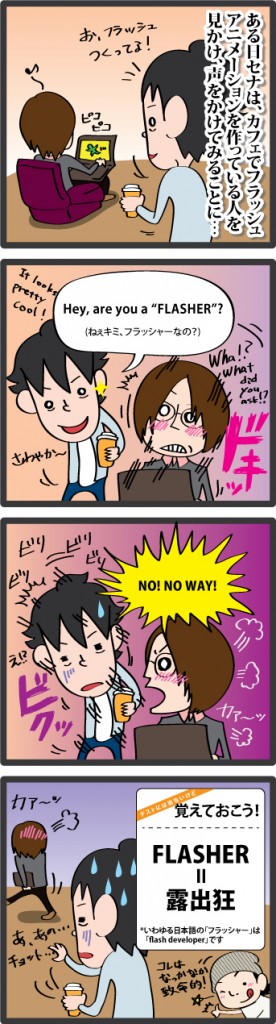 ある日セナは、カフェでフラッシュ
アニメーションを作っている人を
見かけ、声をかけてみることに…
お、フラッシュ
つくってる!
ピコ
ピコ
It looks
pretty
cool!
Hey, are you a “FLASHER”?
(ねぇキミ、フラッシャーなの?)
Wha!?
What
did
you
ask!?
さわやか〜
ドキッ
ビリ
ビリ
ビリ
NO! NO WAY!
え!?
ビクッ
カァ〜ッ
カァ〜ッ
テストには出ないけど
覚えておこう!
FLASHER
=
露出狂
*いわゆる日本語の「フラッシャー」は
「flash developer」です
あ、あの…
チョット…
コレは
なかなか
致命的!